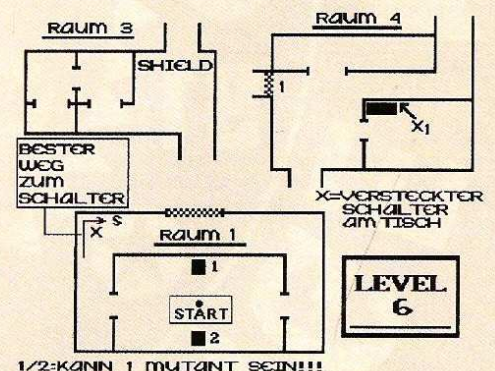 RAUM 3
SHIELD
RAUM 4
1
X1
BESTER
WEG
ZUM
SCHALTER
X=VERSTECKTER
SCHALTER
AM TISCH
S
X
RAUM 1
1
START
2
LEVEL
6
1/2:KANN 1 MUTANT SEIN!!!